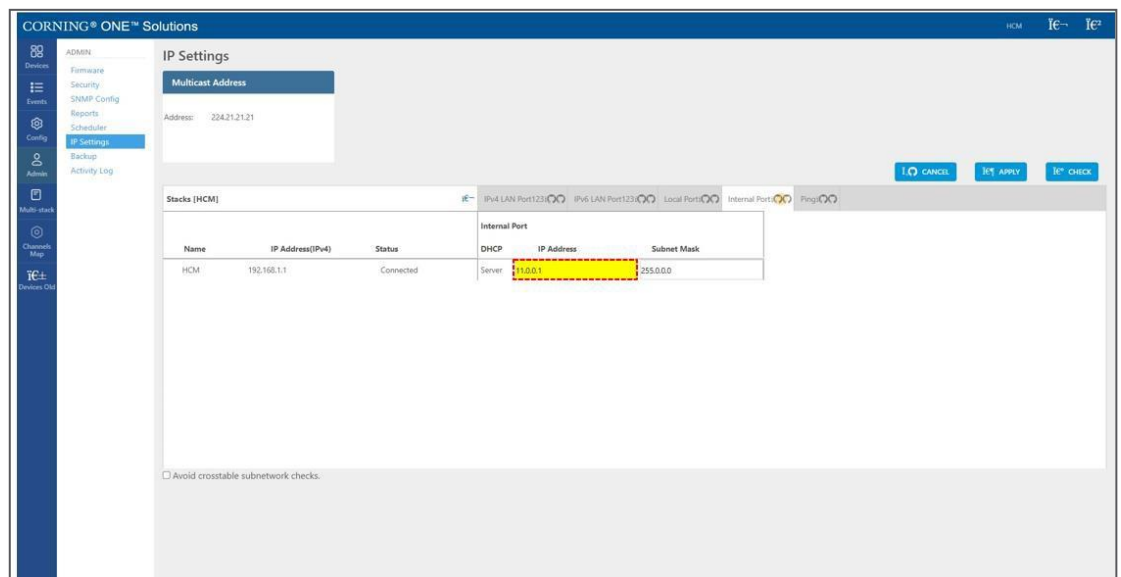 CORNING® ONE™ Solutions
HCM
Ï€¬
Ï€²
Devices
Events
Config
Admin
Multi-stack
Channels
Map
Ï€±
Devices Old
ADMIN
Firmware
Security
SNMP Config
Reports
Scheduler
IP Settings
Backup
Activity Log
IP Settings
Multicast Address
Address: 224.21.21.21
CANCEL
APPLY
CHECK
Stacks [HCM]
IPv4 LAN Port123
IPv6 LAN Port123
Local Port
Internal Port
Pings
Internal Port
Name IP Address(IPv4) Status DHCP IP Address Subnet Mask
HCM 192.168.1.1 Connected Server 11.0.0.1 255.0.0.0
Avoid crosstable subnetwork checks.